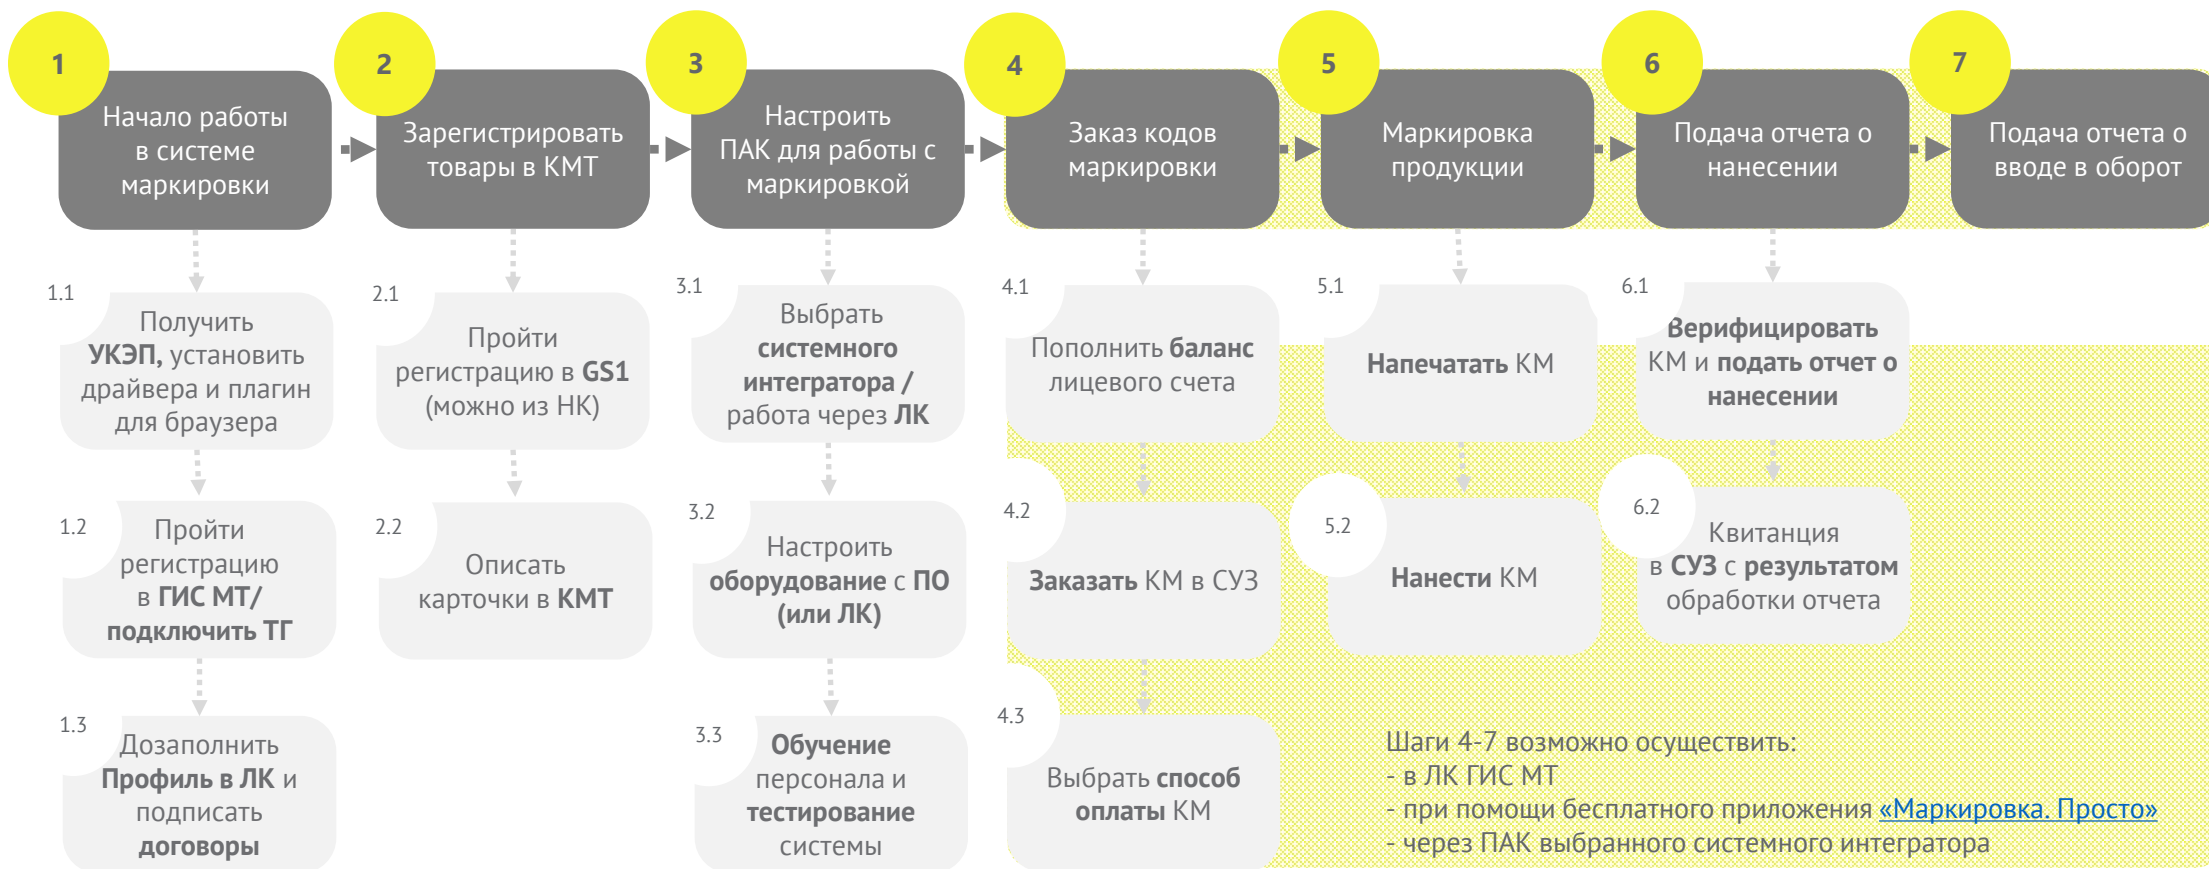 1
Начало работы
в системе
маркировки
2
Зарегистрировать
товары в КМТ
3
Настроить
ПАК для работы с
маркировкой
4
Заказ кодов
маркировки
5
Маркировка
продукции
6
Подача отчета о
нанесении
7
Подача отчета о
вводе в оборот
1.1
Получить
УКЭП, установить
драйвера и плагин
для браузера
1.2
Пройти
регистрацию
в ГИС МТ/
подключить ТГ
1.3
Дозаполнить
Профиль в ЛК и
подписать
договоры
2.1
Пройти
регистрацию в GS1
(можно из НК)
2.2
Описать
карточки в КМТ
3.1
Выбрать
системного
интегратора /
работа через ЛК
3.2
Настроить
оборудование с ПО
(или ЛК)
3.3
Обучение
персонала и
тестирование
системы
4.1
Пополнить баланс
лицевого счета
4.2
Заказать КМ в СУЗ
4.3
Выбрать способ
оплаты КМ
5.1
Напечатать КМ
5.2
Нанести КМ
6.1
Верифицировать
КМ и подать отчет о
нанесении
6.2
Квитанция
в СУЗ с результатом
обработки отчета
Шаги 4-7 возможно осуществить:
- в ЛК ГИС МТ
- при помощи бесплатного приложения «Маркировка. Просто»
- через ПАК выбранного системного интегратора